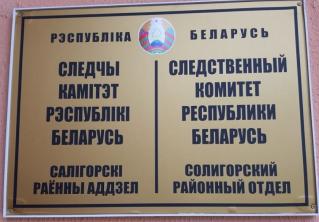 РЭСПУБЛІКА БЕЛАРУСЬ
СЛЕДЧЫ
КАМІТЭТ
РЭСПУБЛІКІ
БЕЛАРУСЬ
САЛІГОРСКІ
РАЁННЫ АДДЗЕЛ
СЛЕДСТВЕННЫЙ
КОМИТЕТ
РЕСПУБЛИКИ
БЕЛАРУСЬ
СОЛИГОРСКИЙ
РАЙОННЫЙ ОТДЕЛ